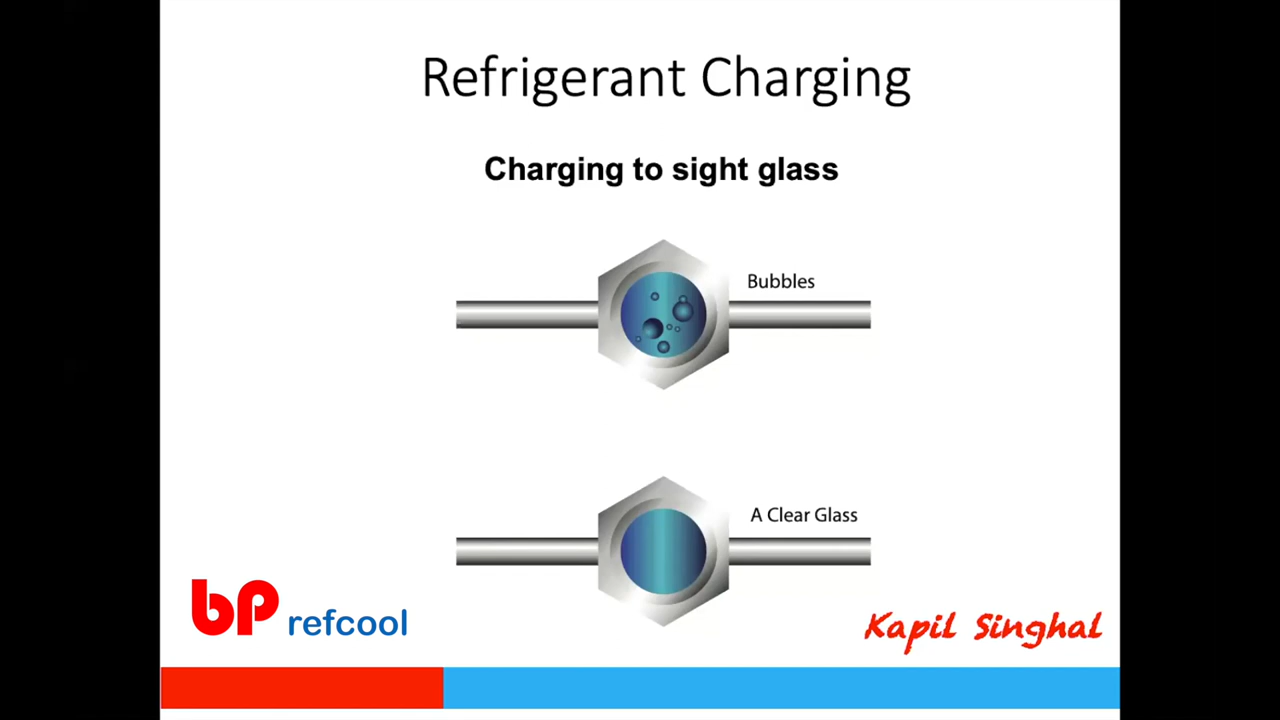 Refrigerant Charging
Charging to sight glass
Bubbles
A Clear Glass
bp refcool
Kapil Singhal